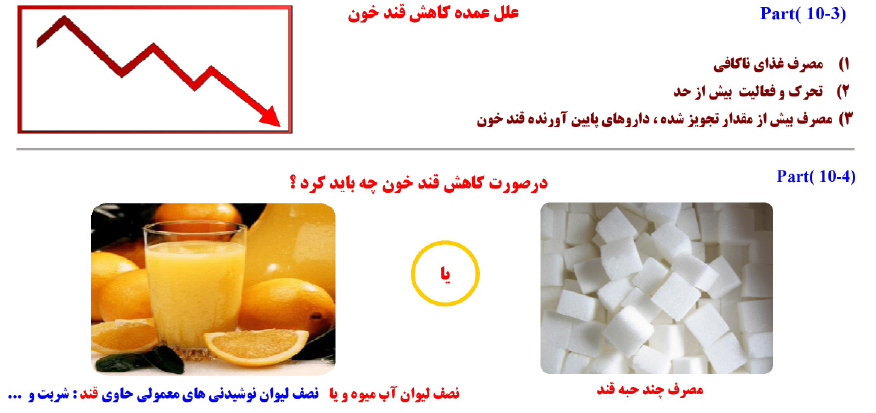 Part( 10-3)
علل عمده کاهش قند خون
۱) مصرف غذای ناکافی
۲) تحرک و فعالیت بیش از حد
۳) مصرف بیش از مقدار تجویز شده ، داروهای پایین آورنده قند خون
Part( 10-4)
درصورت کاهش قند خون چه باید کرد ؟
یا
مصرف چند حبه قند
نصف لیوان آب میوه و یا نصف لیوان نوشیدنی های معمولی حاوی قند : شربت و ...